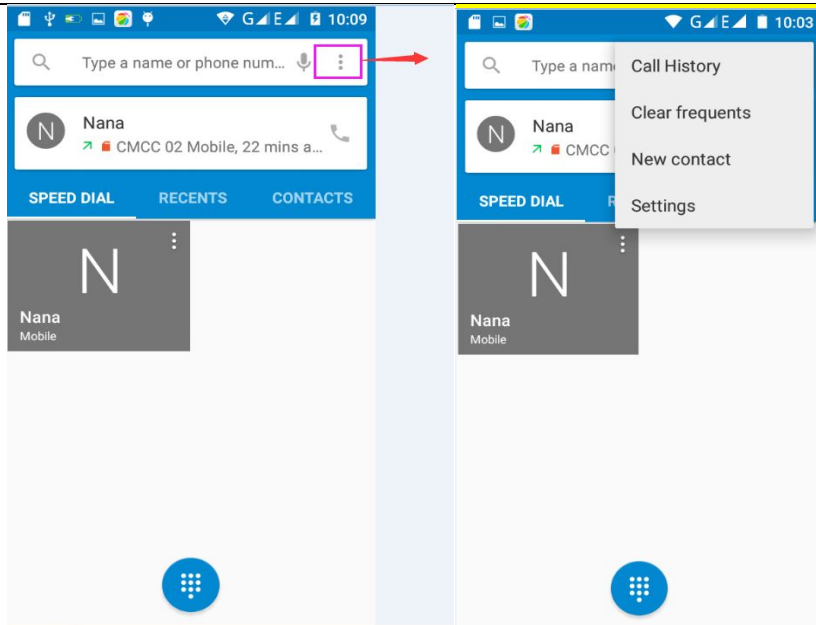 G E 10:09
Type a name or phone num...
N
Nana
CMCC 02 Mobile, 22 mins a...
SPEED DIAL RECENTS CONTACTS
N
Nana
Mobile
G E 10:03
Type a nam
Call History
Clear frequents
New contact
Settings
N
Nana
CMCC
SPEED DIAL R
N
Nana
Mobile